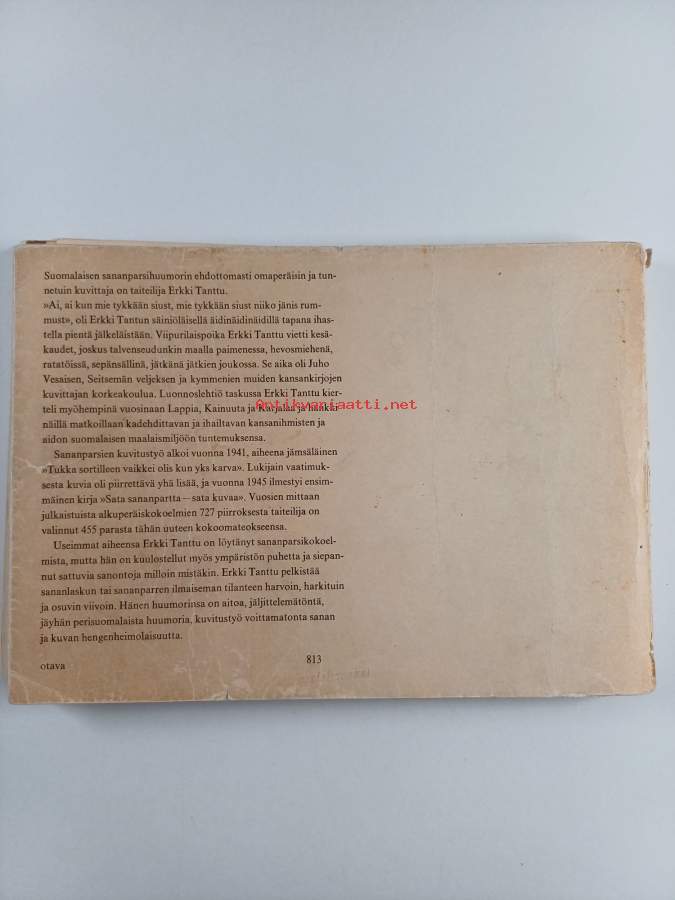 Suomalaisen sananparsihuumorin ehdottomasti omaperäisin ja tun-
netuin kuvittaja on taiteilija Erkki Tanttu.
»Ai, ai kun mie tykkään siust, mie tykkään siust niiko jänis rum-
must», oli Erkki Tantun säiniöläisellä äidinäidinäidillä tapana ihas-
tella pientä jälkeläistään. Viipurilaispoika Erkki Tanttu vietti kesä-
kaudet, joskus talvenseudunkin maalla paimenessa, hevosmiehenä,
ratatöissä, sepänsällinä, jätkänä jätkien joukossa. Se aika oli Juho
Vesaisen, Seitsemän veljeksen ja kymmenien muiden kansankirjojen
kuvittajan korkeakoulua. Luonnoslehtiö taskussa Erkki Tanttu kier-
teli myöhempinä vuosinaan Lappia, Kainuuta ja Karjalaa ja hankki
näillä matkoillaan kadehdittavan ja ihailtavan kansanihmisten ja
aidon suomalaisen maalaismiljöön tuntemuksensa.
Sananparsien kuvitustyö alkoi vuonna 1941, aiheena jämsäläinen
»Tukka sortilleen vaikkei olis kun yks karva». Lukijain vaatimuk-
sesta kuvia oli piirrettävä yhä lisää, ja vuonna 1945 ilmestyi ensim-
mäinen kirja »Sata sananpartta – sata kuvaa». Vuosien mittaan
julkaistuista alkuperäiskokoelmien 727 piirroksesta taiteilija on
valinnut 455 parasta tähän uuteen kokoomateokseensa.
Useimmat aiheensa Erkki Tanttu on löytänyt sananparsikokoel-
mista, mutta hän on kuulostellut myös ympäristön puhetta ja siepan-
nut sattuvia sanontoja milloin mistäkin. Erkki Tanttu pelkistää
sananlaskun tai sananparren ilmaiseman tilanteen harvoin, harkituin
ja osuvin viivoin. Hänen huumorinsa on aitoa, jäljittelemätöntä,
jäyhän perisuomalaista huumoria, kuvitustyö voittamatonta sanan
ja kuvan hengenheimolaisuutta.
otava
813
Antikvariaatti.net